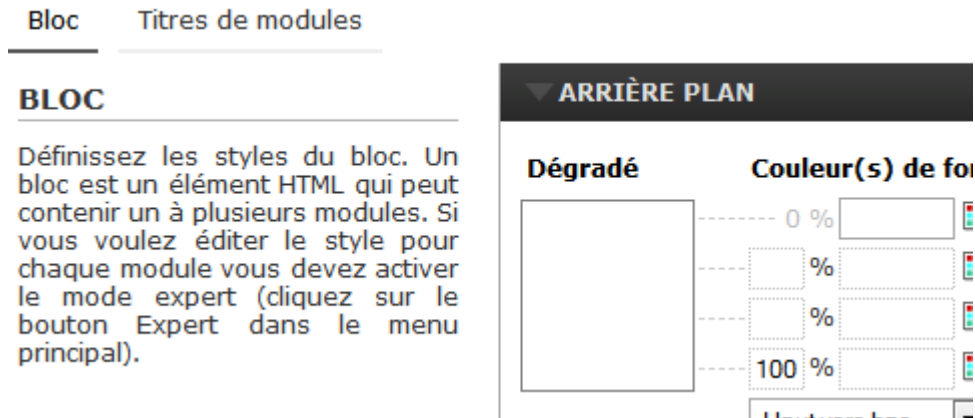 Bloc Titres de modules
BLOC
Définissez les styles du bloc. Un
bloc est un élément HTML qui peut
contenir un à plusieurs modules. Si
vous voulez éditer le style pour
chaque module vous devez activer
le mode expert (cliquez sur le
bouton Expert dans le menu
principal).
ARRIÈRE PLAN
Dégradé Couleur(s) de
0 %
%
%
100 %